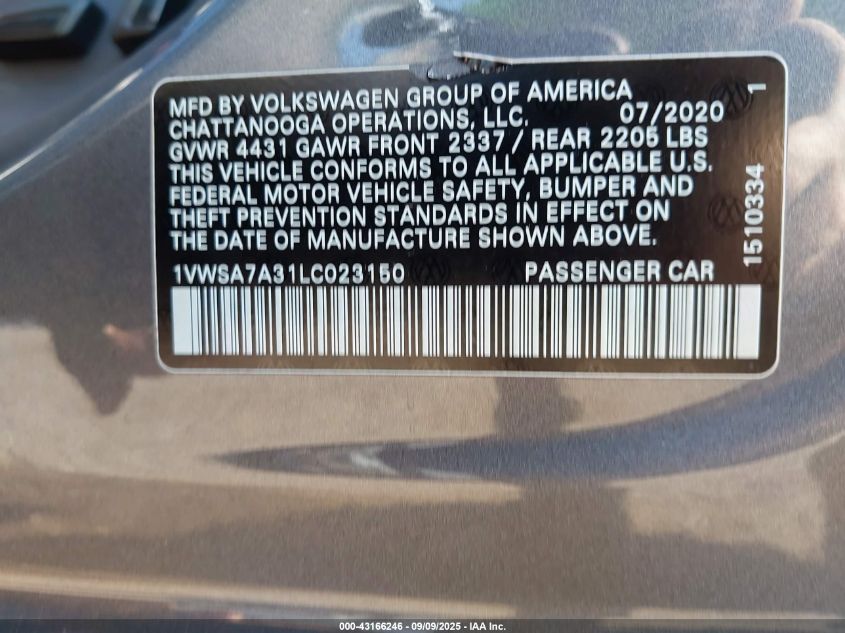 MFD BY VOLKSWAGEN GROUP OF AMERICA
CHATTANOOGA OPERATIONS, LLC. 07/2020
GVWR 4431 GAWR FRONT 2337 / REAR 2205 LBS
THIS VEHICLE CONFORMS TO ALL APPLICABLE U.S.
FEDERAL MOTOR VEHICLE SAFETY, BUMPER AND
THEFT PREVENTION STANDARDS IN EFFECT ON
THE DATE OF MANUFACTURE SHOWN ABOVE.
1VWSA7A31LC023150 PASSENGER CAR
1510334 1
000-43166246 - 09/09/2025 - IAA Inc.